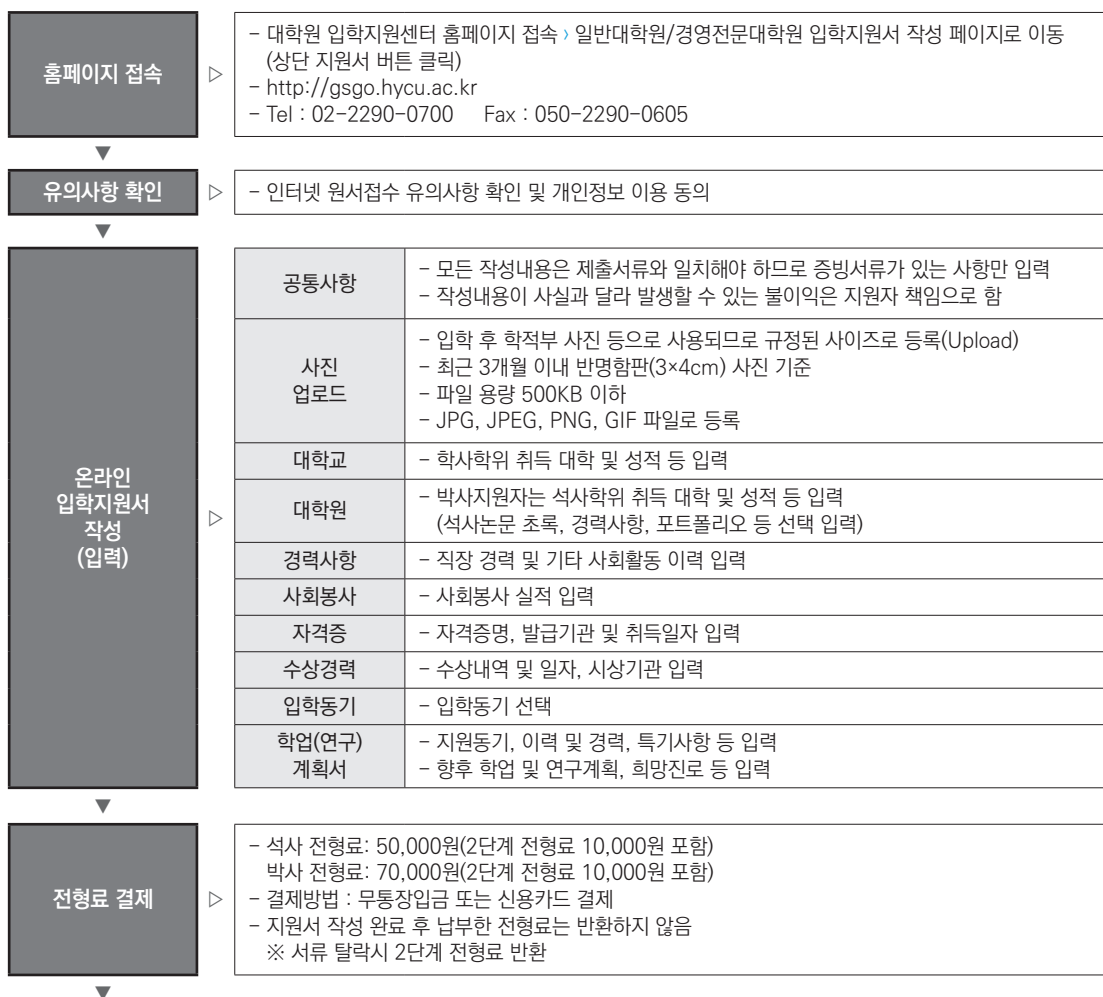 홈페이지 접속
▷
- 대학원 입학지원센터 홈페이지 접속 › 일반대학원/경영전문대학원 입학지원서 작성 페이지로 이동
(상단 지원서 버튼 클릭)
- http://gsgo.hycu.ac.kr
- Tel : 02-2290-0700 Fax : 050-2290-0605
▼
유의사항 확인
▷
- 인터넷 원서접수 유의사항 확인 및 개인정보 이용 동의
▼
온라인
입학지원서
작성
(입력)
▷
공통사항
- 모든 작성내용은 제출서류와 일치해야 하므로 증빙서류가 있는 사항만 입력
- 작성내용이 사실과 달라 발생할 수 있는 불이익은 지원자 책임으로 함
사진
업로드
- 입학 후 학적부 사진 등으로 사용되므로 규정된 사이즈로 등록(Upload)
- 최근 3개월 이내 반명함판(3×4cm) 사진 기준
- 파일 용량 500KB 이하
- JPG, JPEG, PNG, GIF 파일로 등록
대학교
- 학사학위 취득 대학 및 성적 등 입력
대학원
- 박사지원자는 석사학위 취득 대학 및 성적 등 입력
(석사논문 초록, 경력사항, 포트폴리오 등 선택 입력)
경력사항
- 직장 경력 및 기타 사회활동 이력 입력
사회봉사
- 사회봉사 실적 입력
자격증
- 자격증명, 발급기관 및 취득일자 입력
수상경력
- 수상내역 및 일자, 시상기관 입력
입학동기
- 입학동기 선택
학업(연구)
계획서
- 지원동기, 이력 및 경력, 특기사항 등 입력
- 향후 학업 및 연구계획, 희망진로 등 입력
▼
전형료 결제
▷
- 석사 전형료: 50,000원(2단계 전형료 10,000원 포함)
박사 전형료: 70,000원(2단계 전형료 10,000원 포함)
- 결제방법 : 무통장입금 또는 신용카드 결제
- 지원서 작성 완료 후 납부한 전형료는 반환하지 않음
※ 서류 탈락시 2단계 전형료 반환
▼